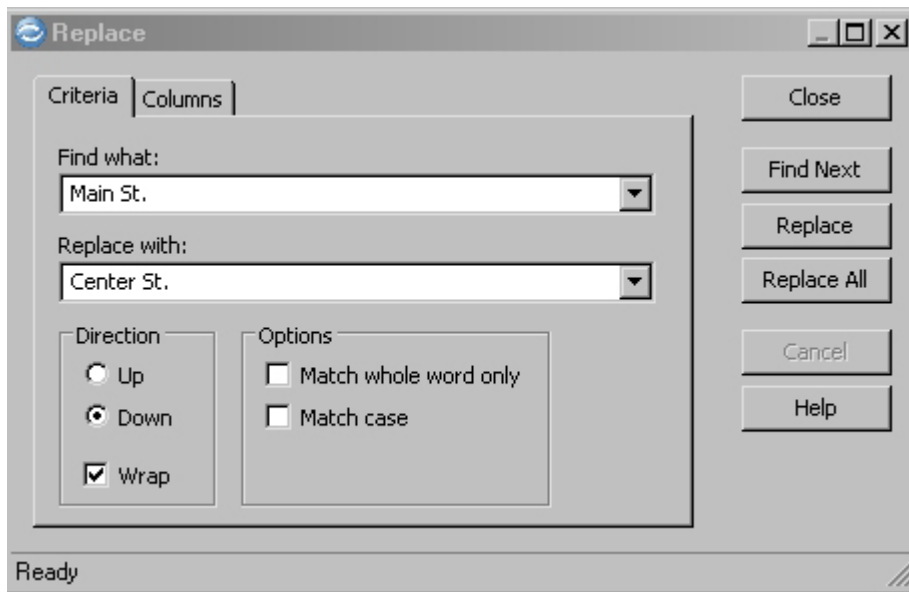 Replace
Criteria
Columns
Close
Find what:
Main St.
Find Next
Replace
Replace with:
Center St.
Replace All
Direction
Options
Up
Match whole word only
Cancel
Down
Match case
Help
Wrap
Ready